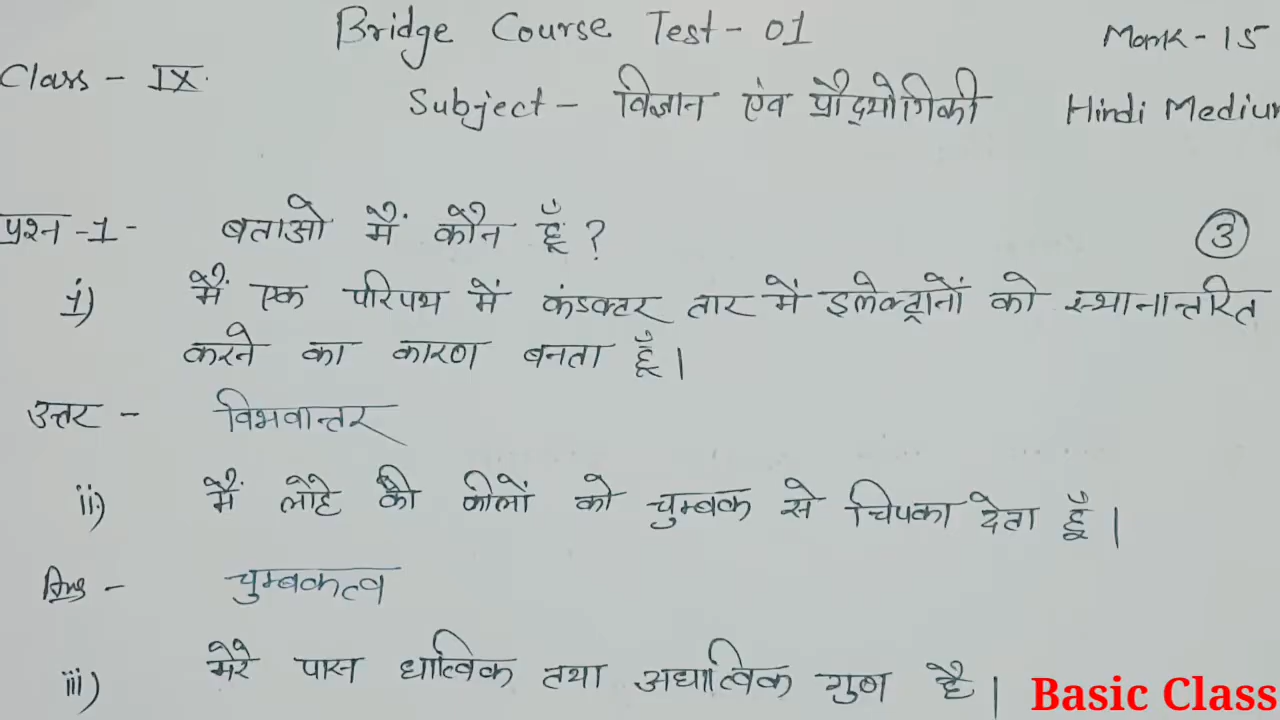 Bridge Course Test - 01
Mark - 15
Class - IX
Subject - विज्ञान एंव प्रौद्योगिकी
Hindi Medium
प्रश्न -1- बताओ मैं कौन हूँ ? 3
i) मैं एक परिपथ में कंडक्टर तार में इलेक्ट्रानों को स्थानान्तरित
करने का कारण बनता हूँ।
उत्तर - विभवान्तर
ii) मैं लोहे की कीलों को चुम्बक से चिपका देता हूँ।
Ans - चुम्बकत्व
iii) मेरे पास धात्विक तथा अधात्विक गुण है।
Basic Class